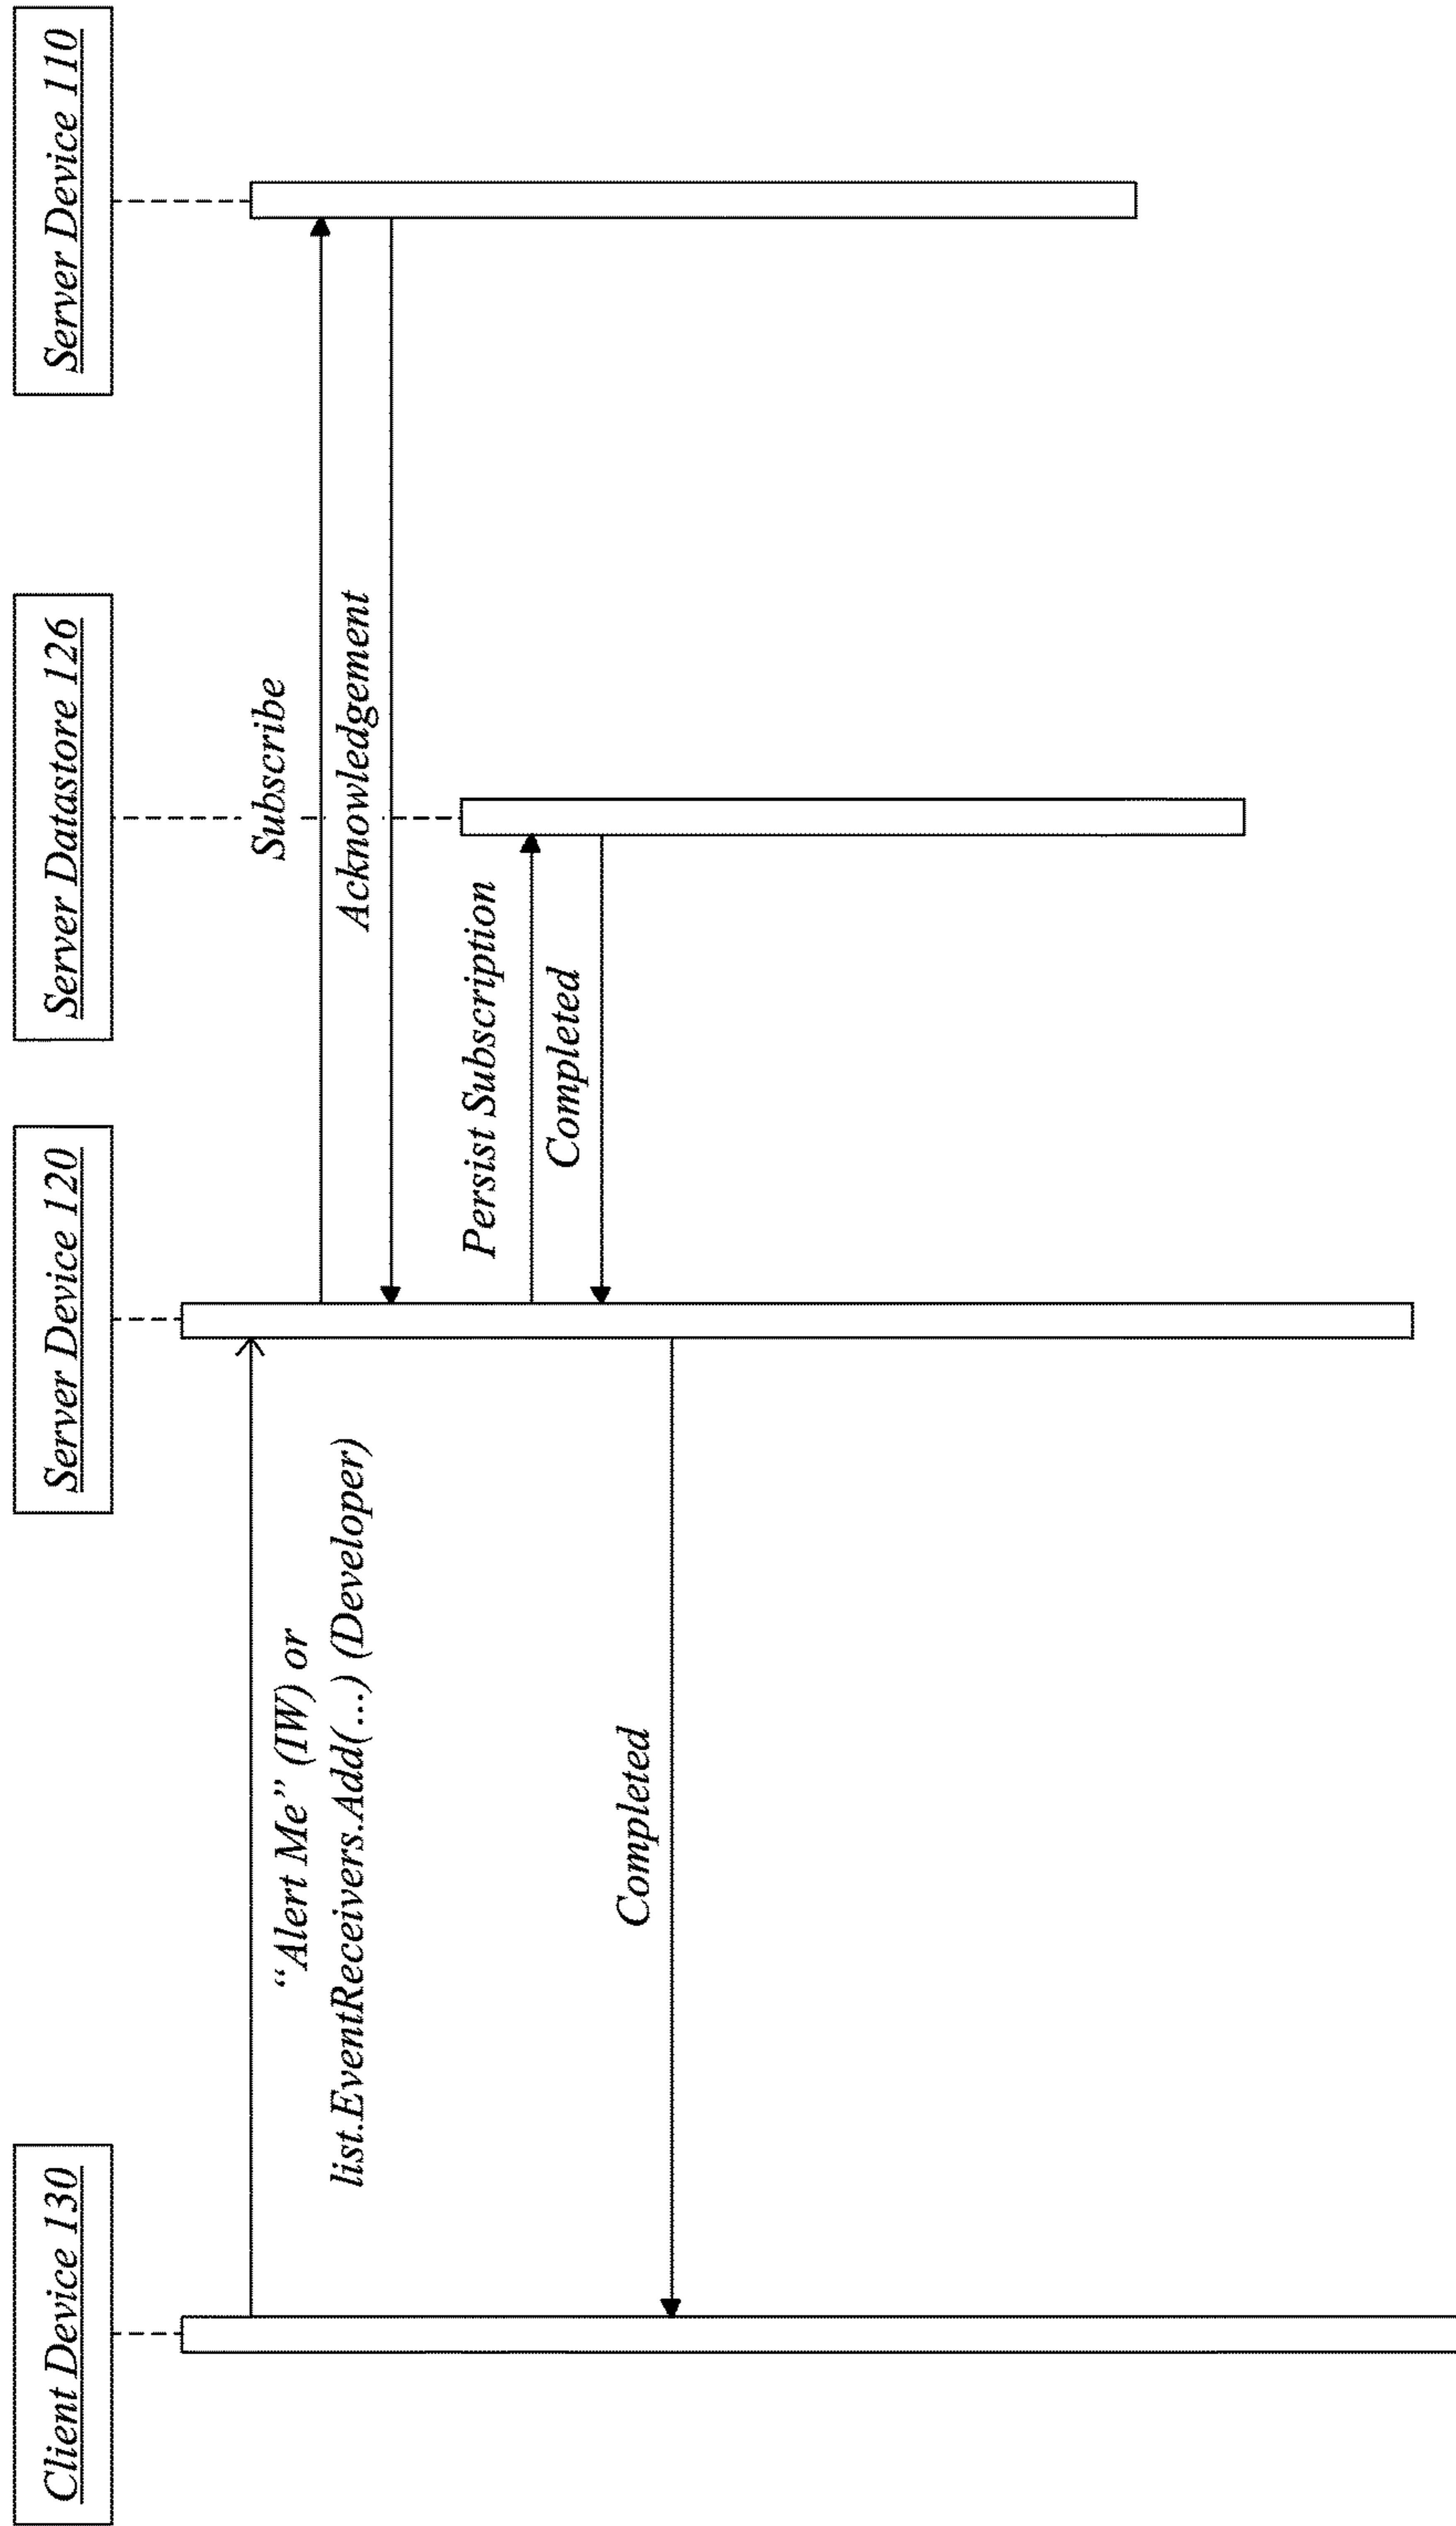 Client Device 130
Server Device 120
Server Datastore 126
Server Device 110
“Alert Me” (IW) or
list.EventReceivers.Add(...) (Developer)
Subscribe
Acknowledgement
Persist Subscription
Completed
Completed